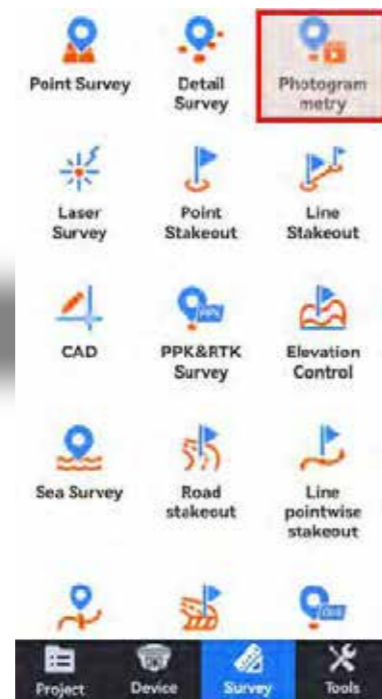 Point Survey
Detail
Survey
Photogram
metry
Laser
Survey
Point
Stakeout
Line
Stakeout
CAD
PPK&RTK
Survey
Elevation
Control
Sea Survey
Road
stakeout
Line
pointwise
stakeout
Project
Device
Survey
Tools